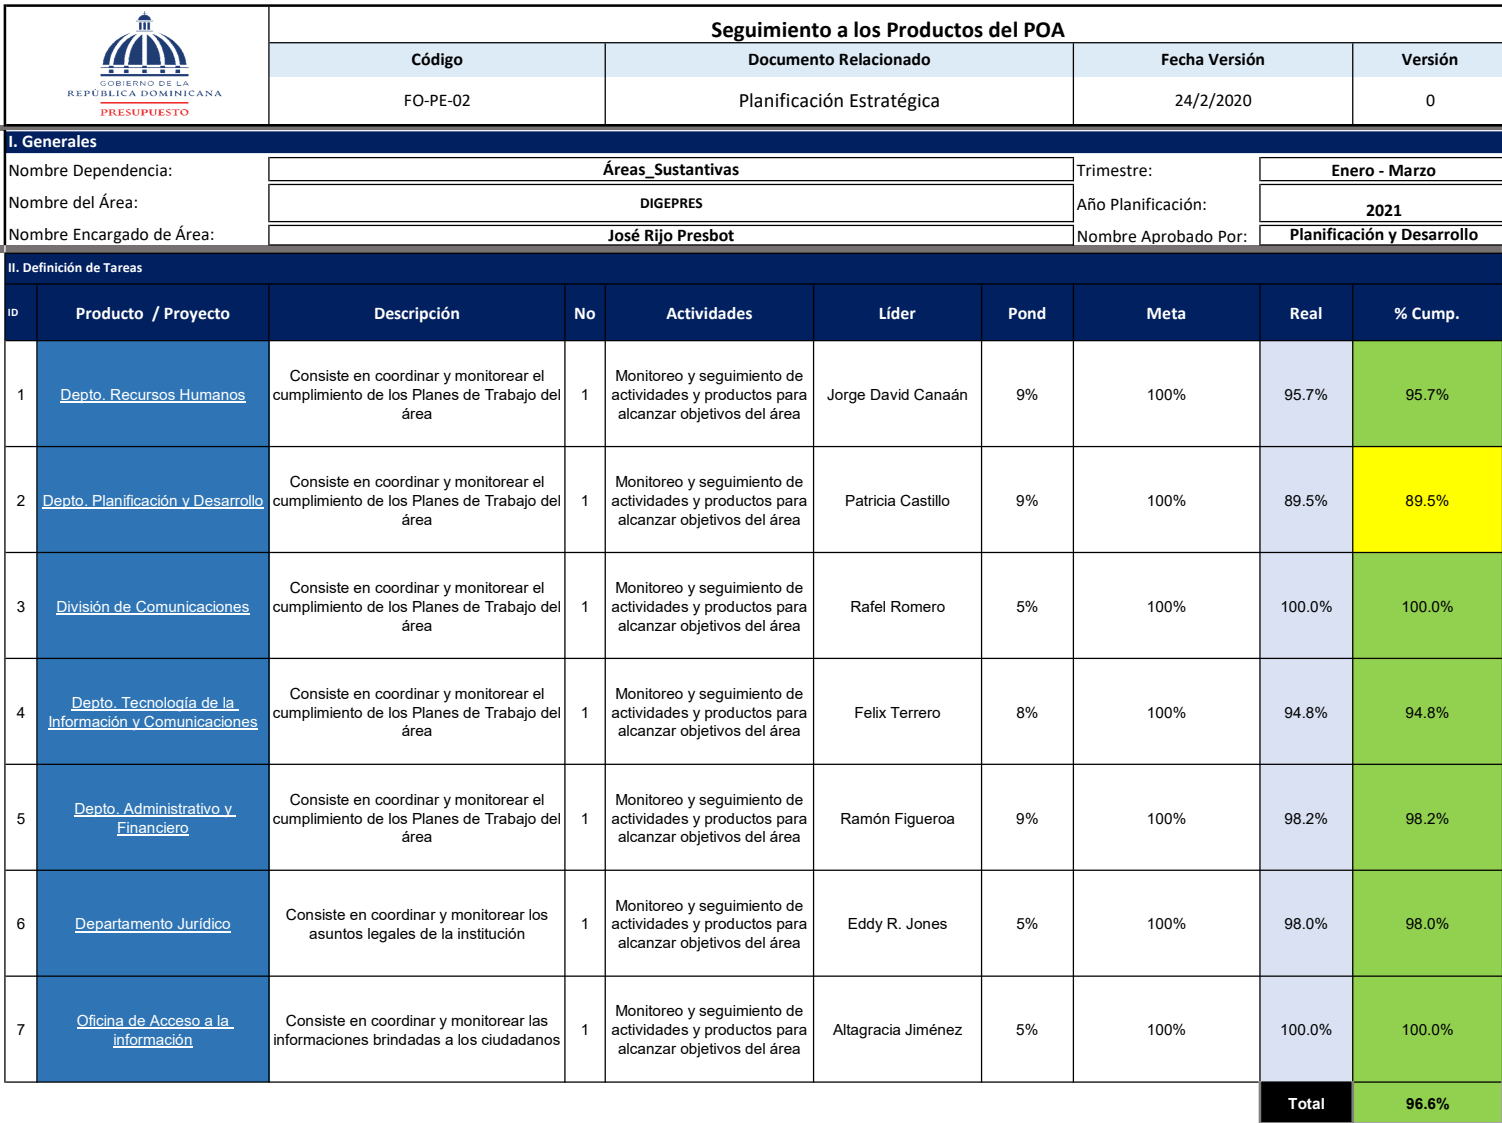 GOBIERNO DE LA
REPÚBLICA DOMINICANA
PRESUPUESTO
Seguimiento a los Productos del POA
Código Documento Relacionado Fecha Versión Versión
FO-PE-02 Planificación Estratégica 24/2/2020 0
I. Generales
Nombre Dependencia: Áreas_Sustantivas Trimestre: Enero - Marzo
Nombre del Área: DIGEPRES Año Planificación: 2021
Nombre Encargado de Área: José Rijo Presbot Nombre Aprobado Por: Planificación y Desarrollo
II. Definición de Tareas
ID Producto / Proyecto Descripción No Actividades Líder Pond Meta Real % Cump.
1 Depto. Recursos Humanos
Consiste en coordinar y monitorear el
cumplimiento de los Planes de Trabajo del
área
1
Monitoreo y seguimiento de
actividades y productos para
alcanzar objetivos del área
Jorge David Canaán 9% 100% 95.7% 95.7%
2 Depto. Planificación y Desarrollo
Consiste en coordinar y monitorear el
cumplimiento de los Planes de Trabajo del
área
1
Monitoreo y seguimiento de
actividades y productos para
alcanzar objetivos del área
Patricia Castillo 9% 100% 89.5% 89.5%
3 División de Comunicaciones
Consiste en coordinar y monitorear el
cumplimiento de los Planes de Trabajo del
área
1
Monitoreo y seguimiento de
actividades y productos para
alcanzar objetivos del área
Rafel Romero 5% 100% 100.0% 100.0%
4 Depto. Tecnología de la
Información y Comunicaciones
Consiste en coordinar y monitorear el
cumplimiento de los Planes de Trabajo del
área
1
Monitoreo y seguimiento de
actividades y productos para
alcanzar objetivos del área
Felix Terrero 8% 100% 94.8% 94.8%
5 Depto. Administrativo y
Financiero
Consiste en coordinar y monitorear el
cumplimiento de los Planes de Trabajo del
área
1
Monitoreo y seguimiento de
actividades y productos para
alcanzar objetivos del área
Ramón Figueroa 9% 100% 98.2% 98.2%
6 Departamento Jurídico
Consiste en coordinar y monitorear los
asuntos legales de la institución
1
Monitoreo y seguimiento de
actividades y productos para
alcanzar objetivos del área
Eddy R. Jones 5% 100% 98.0% 98.0%
7 Oficina de Acceso a la
información
Consiste en coordinar y monitorear las
informaciones brindadas a los ciudadanos
1
Monitoreo y seguimiento de
actividades y productos para
alcanzar objetivos del área
Altagracia Jiménez 5% 100% 100.0% 100.0%
Total 96.6%